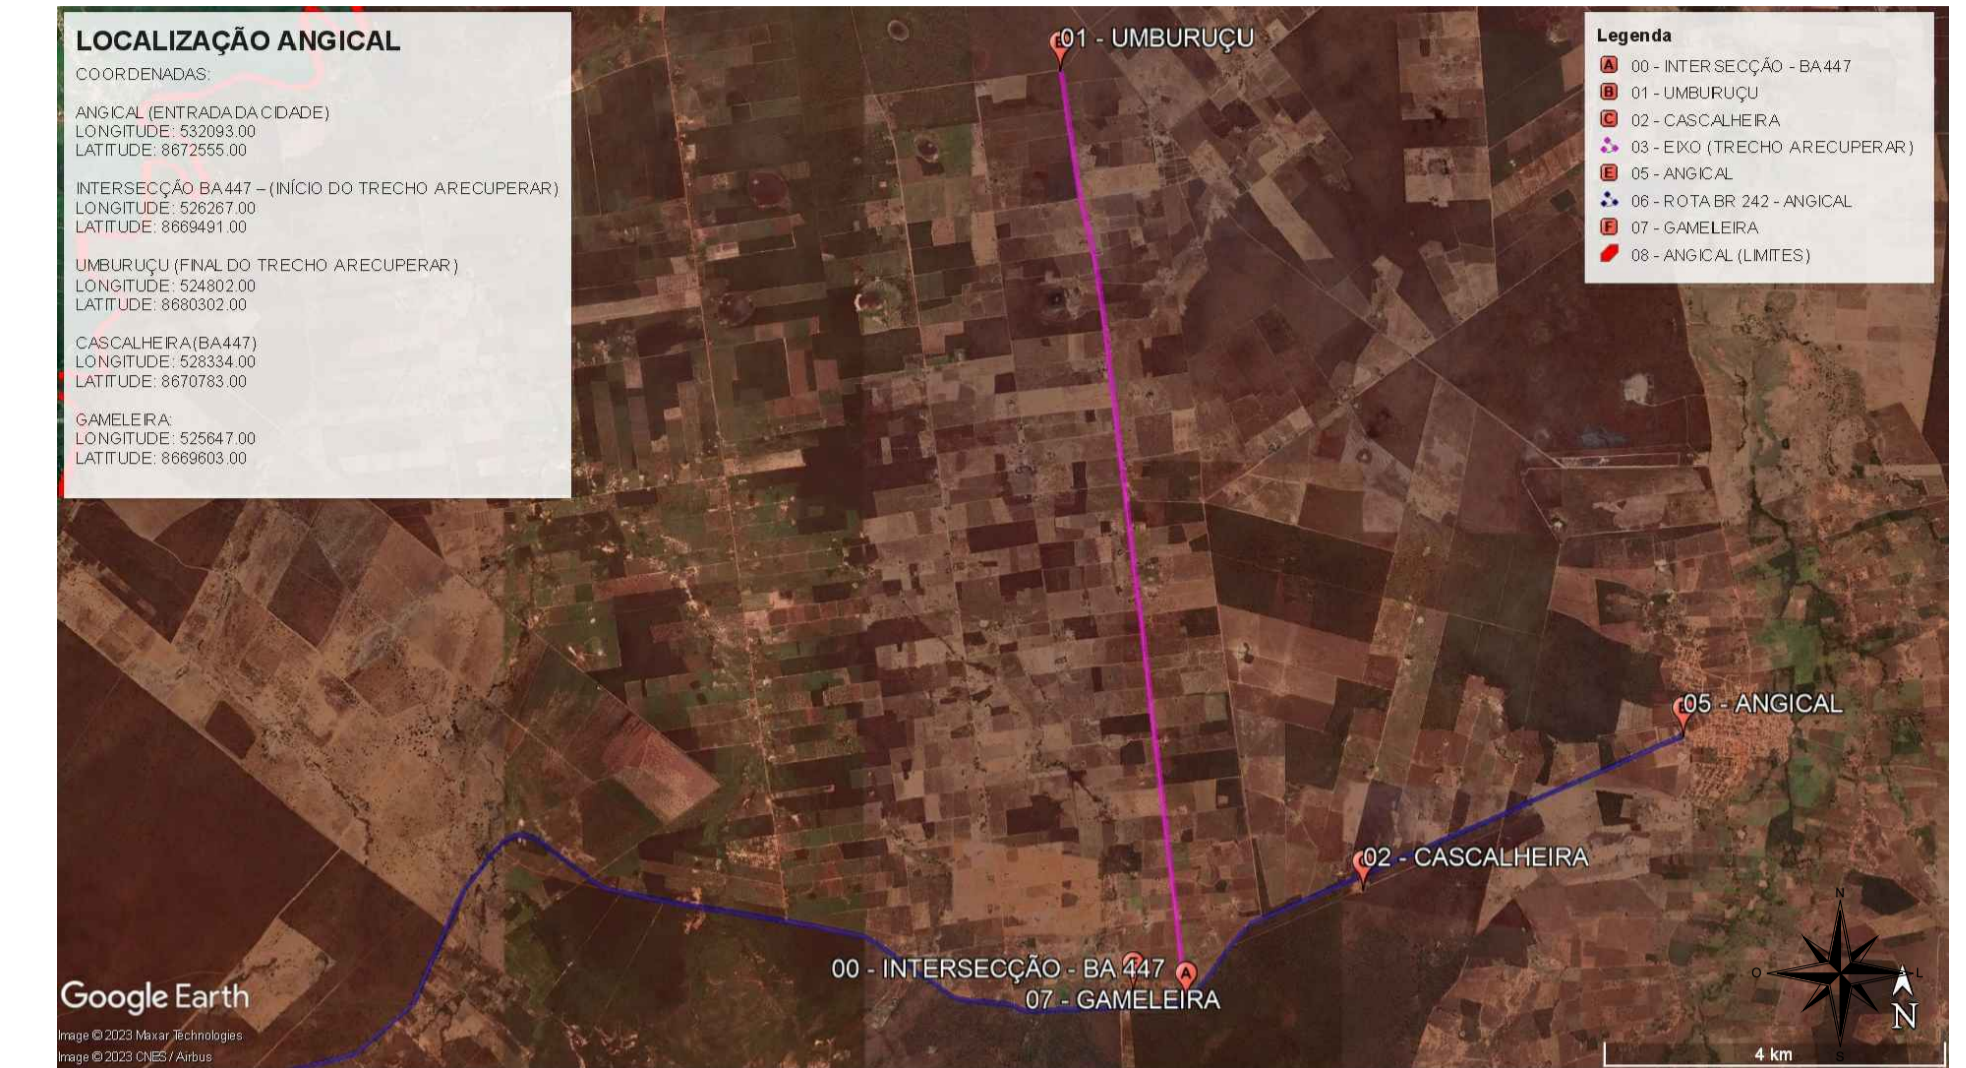 LOCALIZAÇÃO ANGICAL
COORDENADAS:
ANGICAL (ENTRADA DA CIDADE)
LONGITUDE: 532093.00
LATITUDE: 8672555.00
INTERSECÇÃO BA447 – (INÍCIO DO TRECHO A RECUPERAR)
LONGITUDE: 526267.00
LATITUDE: 8669491.00
UMBURUÇU (FINAL DO TRECHO A RECUPERAR)
LONGITUDE: 524802.00
LATITUDE: 8680302.00
CASCALHEIRA (BA447)
LONGITUDE: 528334.00
LATITUDE: 8670783.00
GAMELEIRA:
LONGITUDE: 525647.00
LATITUDE: 8669603.00
01 - UMBURUÇU
Legenda
A 00 - INTERSECÇÃO - BA447
B 01 - UMBURUÇU
C 02 - CASCALHEIRA
03 - EIXO (TRECHO A RECUPERAR)
E 05 - ANGICAL
06 - ROTA BR 242 - ANGICAL
F 07 - GAMELEIRA
08 - ANGICAL (LIMITES)
05 - ANGICAL
02 - CASCALHEIRA
00 - INTERSECÇÃO - BA 447
A
07 - GAMELEIRA
N
O
L
S
N
4 km
Google Earth
Image © 2023 Maxar Technologies
Image © 2023 CNES / Airbus